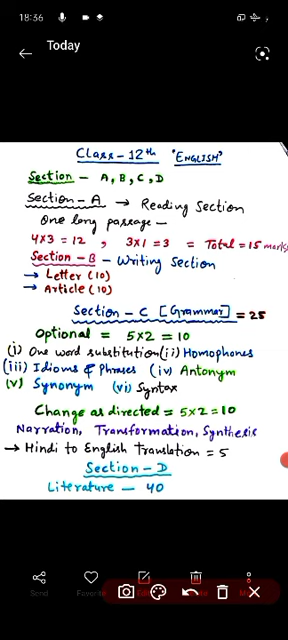 18:36
Today
Class-12th "ENGLISH"
Section - A, B, C, D
Section - A → Reading Section
One long passage -
4x3 = 12, 3x1 = 3 = Total = 15 marks
Section - B - Writing Section
→ Letter (10)
→ Article (10)
Section - C [Grammar] = 25
Optional = 5x2 = 10
(i) One word substitution (ii) Homophones
(iii) Idioms & Phrases (iv) Antonym
(v) Synonym (vi) Syntax
Change as directed = 5x2 = 10
Narration, Transformation, Synthesis
→ Hindi to English Translation = 5
Section - D
Literature - 40
Send Favorite